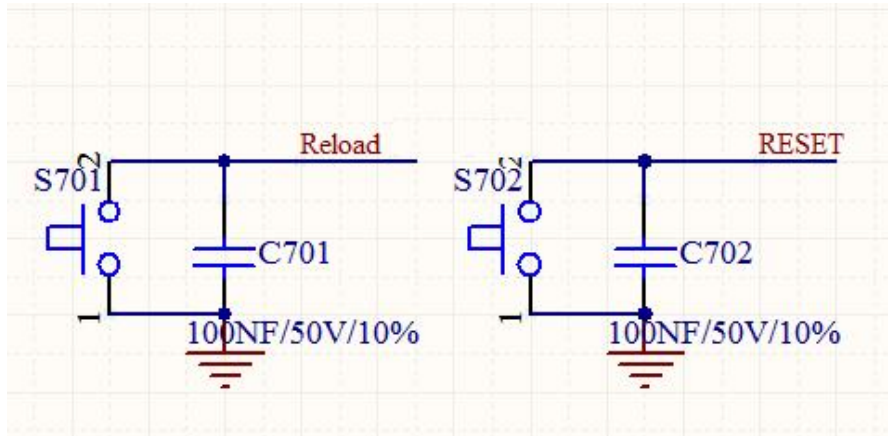 Reload
2
S701
C701
1
100NF/50V/10%
RESET
2
S702
C702
1
100NF/50V/10%